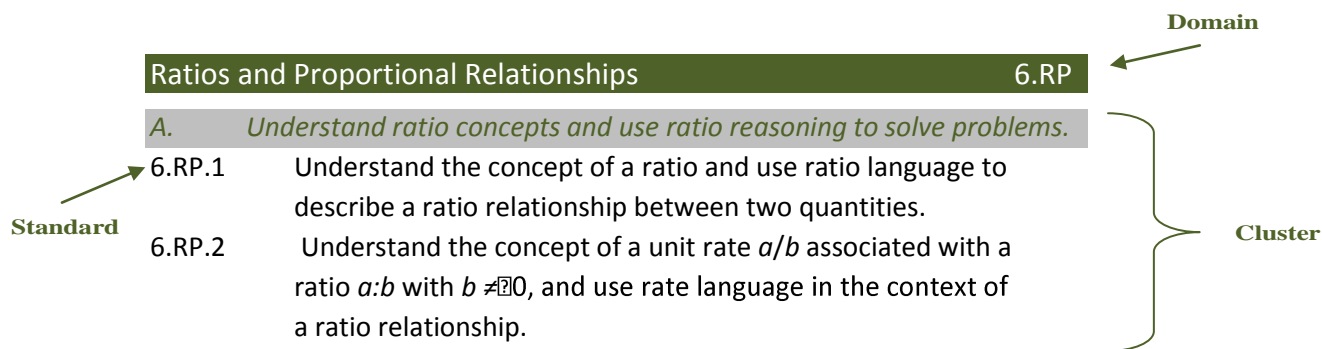 Domain
Ratios and Proportional Relationships 6.RP
A. Understand ratio concepts and use ratio reasoning to solve problems.
6.RP.1 Understand the concept of a ratio and use ratio language to
describe a ratio relationship between two quantities.
Standard
6.RP.2 Understand the concept of a unit rate a/b associated with a
Cluster
ratio a:b with b ≠⍰0, and use rate language in the context of
a ratio relationship.